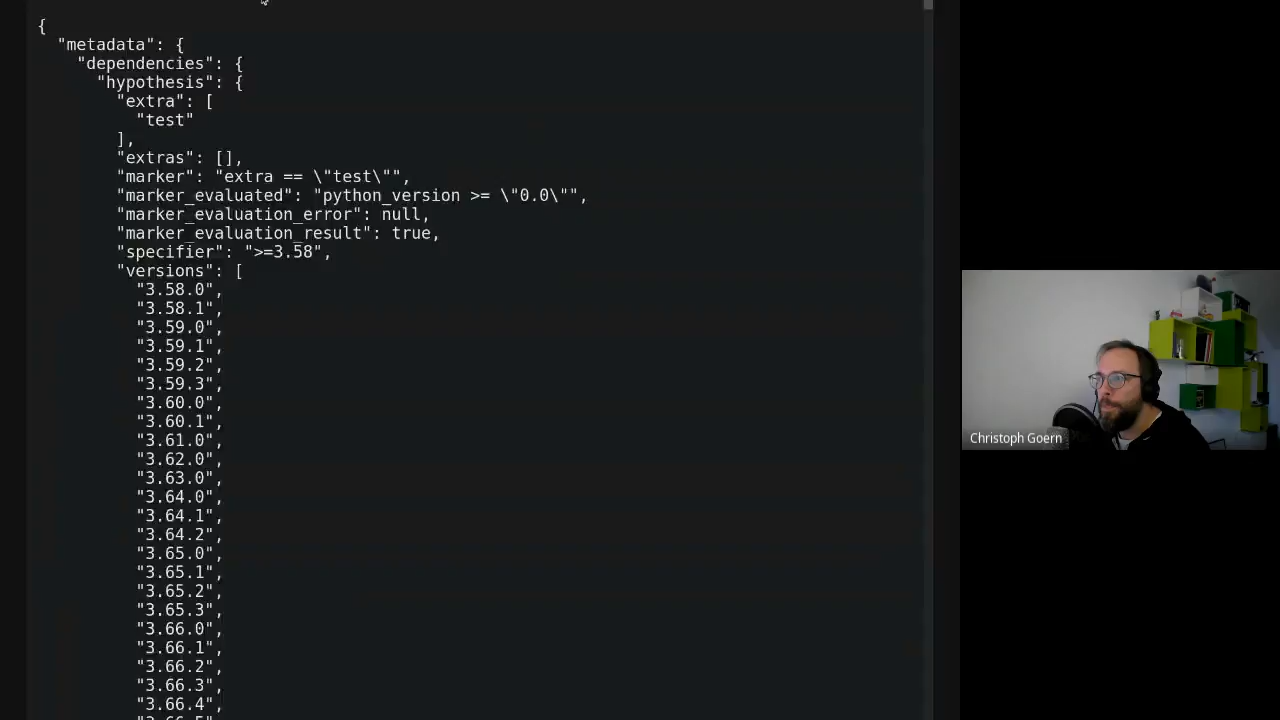 {
"metadata": {
"dependencies": {
"hypothesis": {
"extra": [
"test"
],
"extras": [],
"marker": "extra == \"test\"",
"marker_evaluated": "python_version >= \"0.0\"",
"marker_evaluation_error": null,
"marker_evaluation_result": true,
"specifier": ">=3.58",
"versions": [
"3.58.0",
"3.58.1",
"3.59.0",
"3.59.1",
"3.59.2",
"3.59.3",
"3.60.0",
"3.60.1",
"3.61.0",
"3.62.0",
"3.63.0",
"3.64.0",
"3.64.1",
"3.64.2",
"3.65.0",
"3.65.1",
"3.65.2",
"3.65.3",
"3.66.0",
"3.66.1",
"3.66.2",
"3.66.3",
"3.66.4",
Christoph Goern